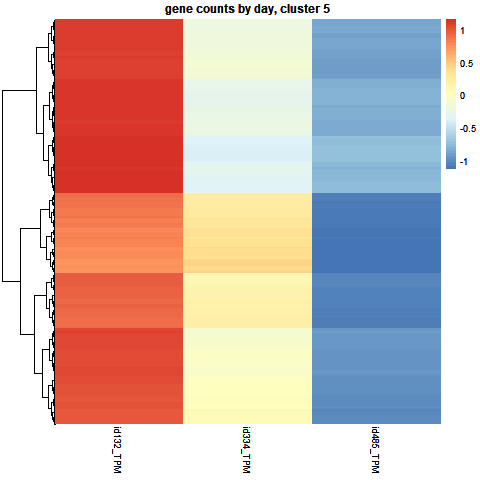 gene counts by day, cluster 5
1
0.5
0
-0.5
-1
id132_TPM
id334_TPM
id485_TPM